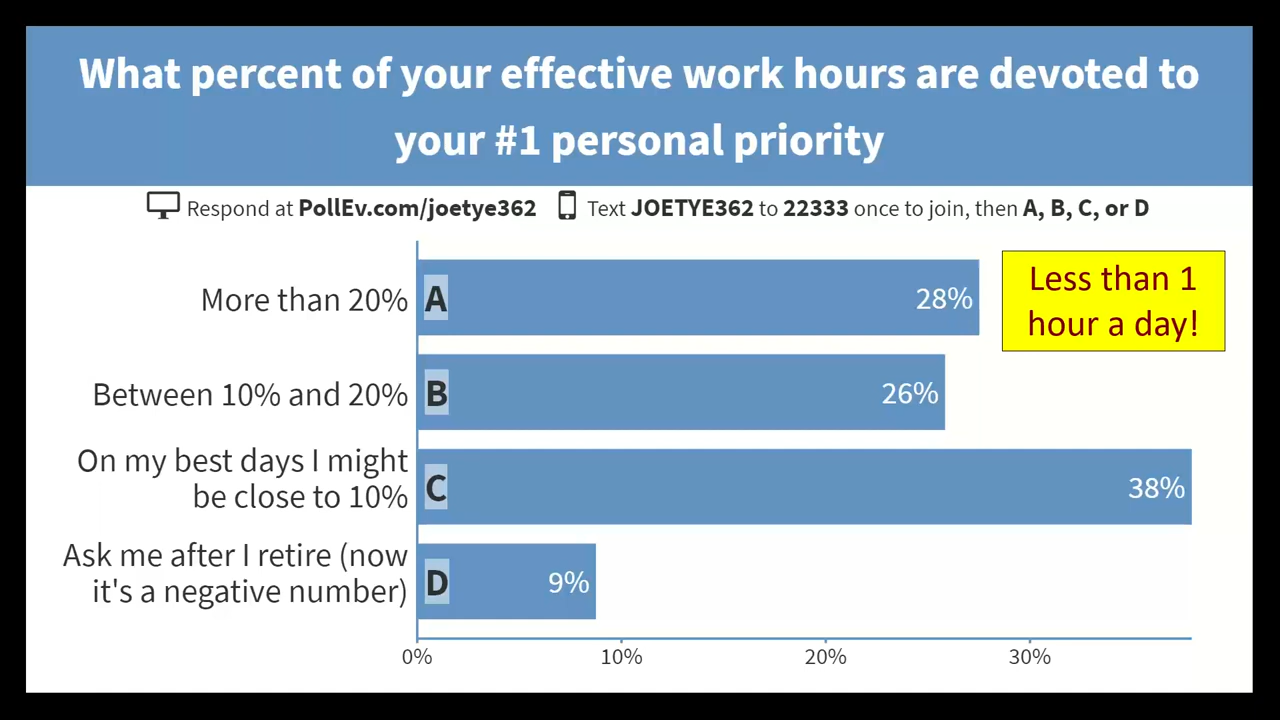 What percent of your effective work hours are devoted to
your #1 personal priority
Respond at PollEv.com/joetye362 Text JOETYE362 to 22333 once to join, then A, B, C, or D
More than 20% A 28%
Less than 1
hour a day!
Between 10% and 20% B 26%
On my best days I might
be close to 10%
C 38%
Ask me after I retire (now
it's a negative number)
D 9%
0% 10% 20% 30%